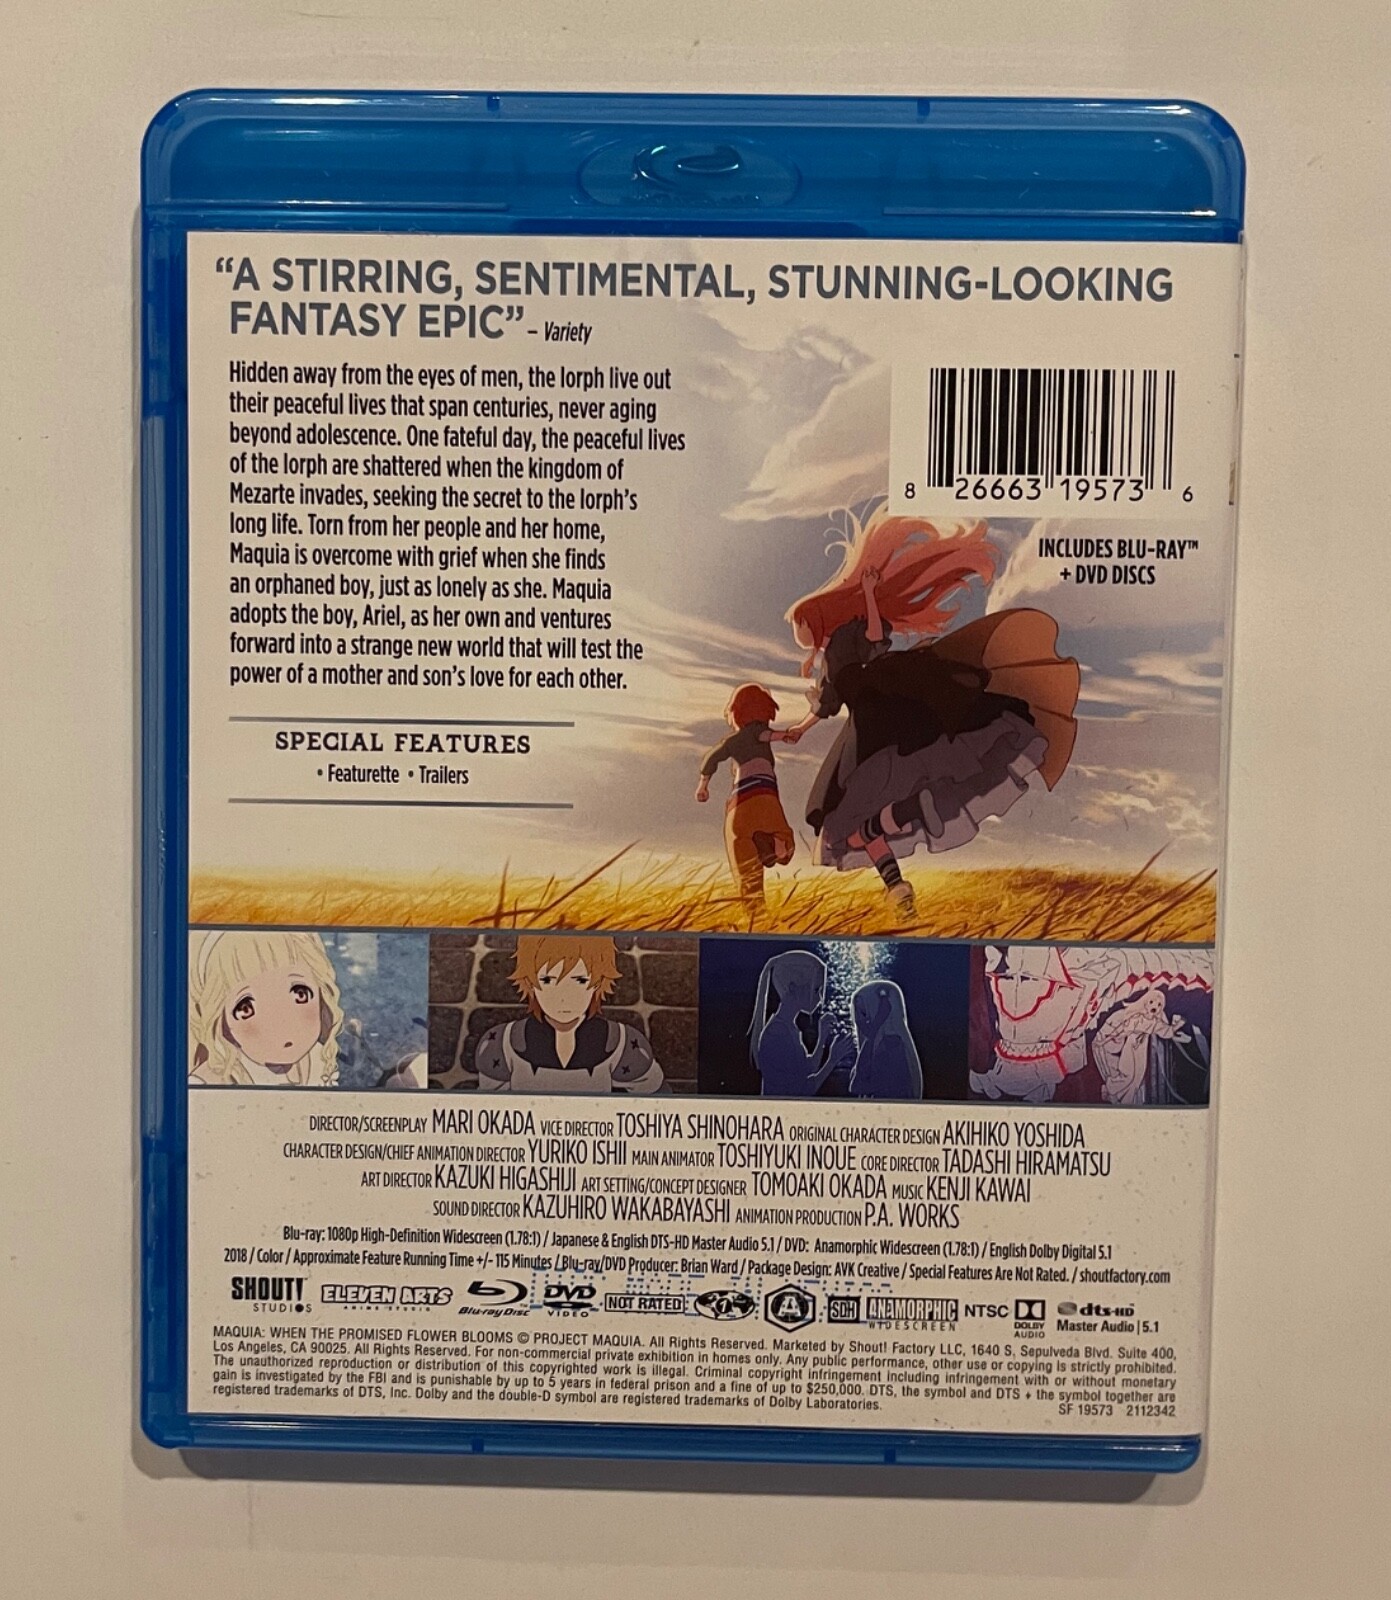 “A STIRRING, SENTIMENTAL, STUNNING-LOOKING
FANTASY EPIC” – Variety
Hidden away from the eyes of men, the Iorph live out
their peaceful lives that span centuries, never aging
beyond adolescence. One fateful day, the peaceful lives
of the Iorph are shattered when the kingdom of
Mezarte invades, seeking the secret to the Iorph’s
long life. Torn from her people and her home,
Maquia is overcome with grief when she finds
an orphaned boy, just as lonely as she. Maquia
adopts the boy, Ariel, as her own and ventures
forward into a strange new world that will test the
power of a mother and son’s love for each other.
8 26663 19573 6
INCLUDES BLU-RAY™
+ DVD DISCS
SPECIAL FEATURES
• Featurette • Trailers
DIRECTOR/SCREENPLAY MARI OKADA VICE DIRECTOR TOSHIYA SHINOHARA ORIGINAL CHARACTER DESIGN AKIHIKO YOSHIDA
CHARACTER DESIGN/CHIEF ANIMATION DIRECTOR YURIKO ISHII MAIN ANIMATOR TOSHIYUKI INOUE CORE DIRECTOR TADASHI HIRAMATSU
ART DIRECTOR KAZUKI HIGASHIJI ART SETTING/CONCEPT DESIGNER TOMOAKI OKADA MUSIC KENJI KAWAI
SOUND DIRECTOR KAZUHIRO WAKABAYASHI ANIMATION PRODUCTION P.A. WORKS
Blu-ray: 1080p High-Definition Widescreen (1.78:1) / Japanese & English DTS-HD Master Audio 5.1 / DVD: Anamorphic Widescreen (1.78:1) / English Dolby Digital 5.1
2018 / Color / Approximate Feature Running Time +/- 115 Minutes / Blu-ray/DVD Producer: Brian Ward / Package Design: AVK Creative / Special Features Are Not Rated. / shoutfactory.com
SHOUT! STUDIOS ELEVEN ARTS ANIME STUDIO Blu-ray Disc DVD VIDEO NOT RATED 1 A SDH ANAMORPHIC WIDESCREEN NTSC DOLBY AUDIO dts-HD Master Audio | 5.1
MAQUIA: WHEN THE PROMISED FLOWER BLOOMS © PROJECT MAQUIA. All Rights Reserved. Marketed by Shout! Factory LLC, 1640 S, Sepulveda Blvd. Suite 400,
Los Angeles, CA 90025. All Rights Reserved. For non-commercial private exhibition in homes only. Any public performance, other use or copying is strictly prohibited.
The unauthorized reproduction or distribution of this copyrighted work is illegal. Criminal copyright infringement including infringement with or without monetary
gain is investigated by the FBI and is punishable by up to 5 years in federal prison and a fine of up to $250,000. DTS, the symbol and DTS + the symbol together are
registered trademarks of DTS, Inc. Dolby and the double-D symbol are registered trademarks of Dolby Laboratories.
SF 19573 2112342